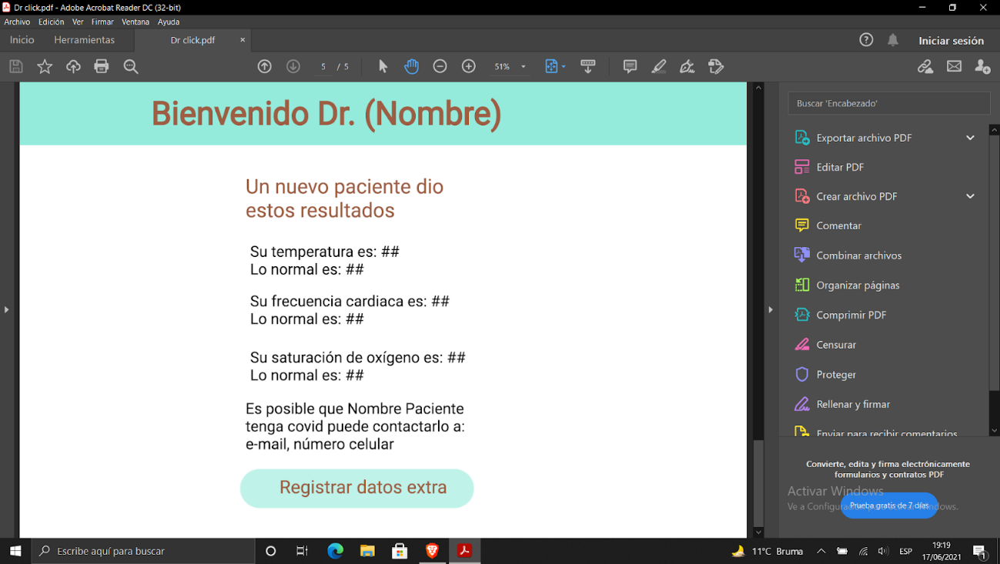 Dr click.pdf - Adobe Acrobat Reader DC (32-bit)
Archivo Edición Ver Firmar Ventana Ayuda
Inicio Herramientas Dr click.pdf × Iniciar sesión
5 / 5 51%
Bienvenido Dr. (Nombre)
Un nuevo paciente dio
estos resultados
Su temperatura es: ##
Lo normal es: ##
Su frecuencia cardiaca es: ##
Lo normal es: ##
Su saturación de oxígeno es: ##
Lo normal es: ##
Es posible que Nombre Paciente
tenga covid puede contactarlo a:
e-mail, número celular
Registrar datos extra
Buscar 'Encabezado'
Exportar archivo PDF
Editar PDF
Crear archivo PDF
Comentar
Combinar archivos
Organizar páginas
Comprimir PDF
Censurar
Proteger
Rellenar y firmar
Enviar para recibir comentarios
Convierte, edita y firma electrónicamente
formularios y contratos PDF
Activar Windows
Prueba gratis de 7 días
Escribe aquí para buscar
11°C Bruma
ESP
19:19
17/06/2021
1